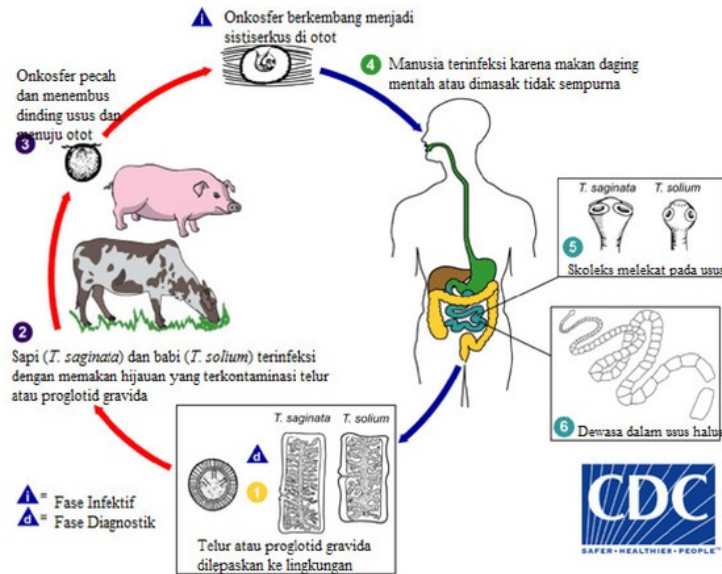 i Onkosfer berkembang menjadi
sistiserkus di otot
4 Manusia terinfeksi karena makan daging
mentah atau dimasak tidak sempurna
Onkosfer pecah
dan menembus
dinding usus dan
menuju otot
3
T. saginata T. solium
5
Skoleks melekat pada usus
2
Sapi (T. saginata) dan babi (T. solium) terinfeksi
dengan memakan hijauan yang terkontaminasi telur
atau proglotid gravida
6 Dewasa dalam usus halus
T. saginata T. solium
d
1
Telur atau proglotid gravida
dilepaskan ke lingkungan
i = Fase Infektif
d = Fase Diagnostik
CDC
SAFER • HEALTHIER • PEOPLE™